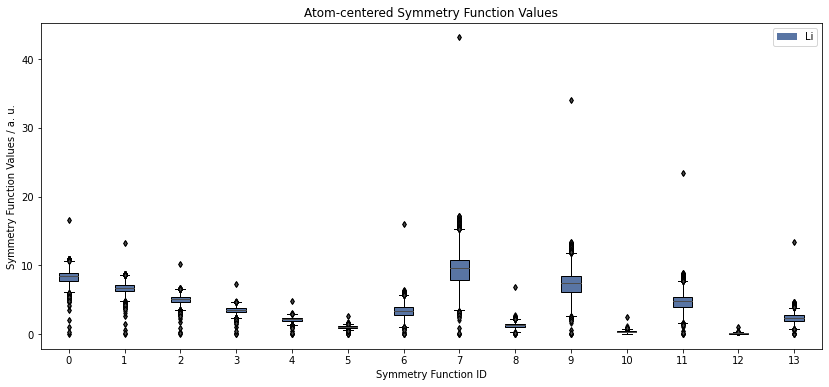 Atom-centered Symmetry Function Values
Li
Symmetry Function Values / a. u.
40
30
20
10
0
0 1 2 3 4 5 6 7 8 9 10 11 12 13
Symmetry Function ID